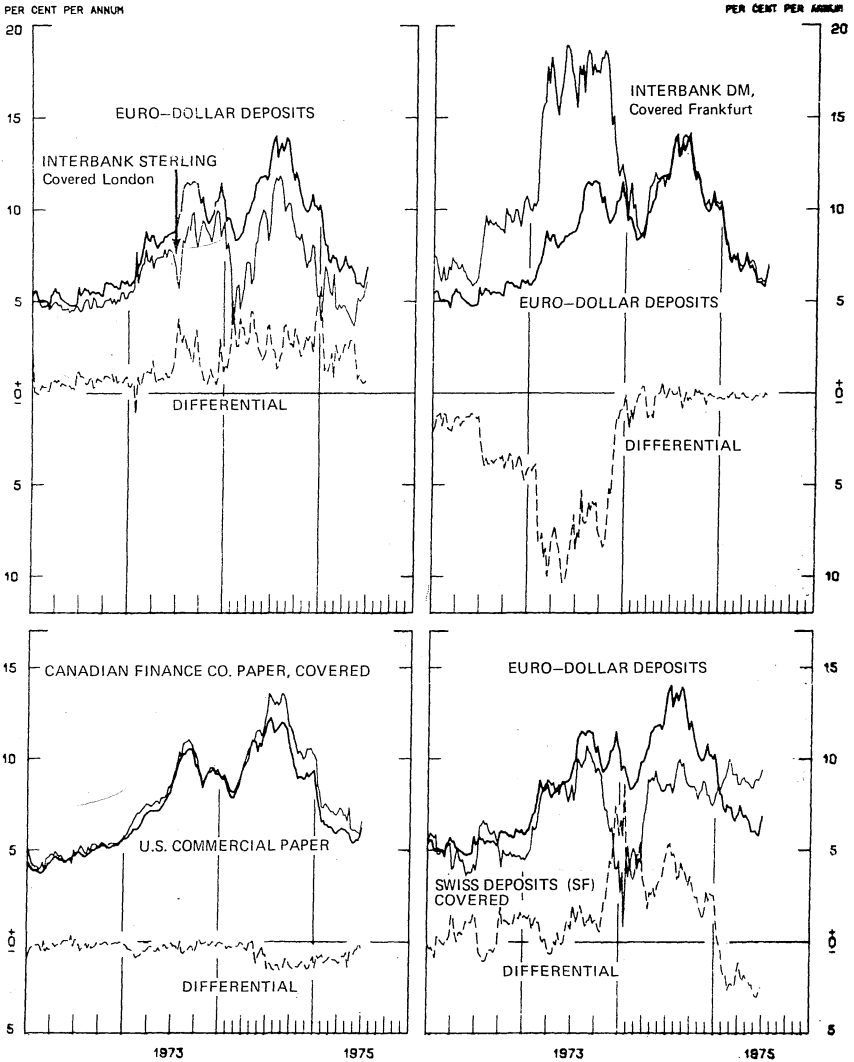 PER CENT PER ANNUM
PER CENT PER ANNUM
20
15
10
5
+
0
–
5
10
EURO–DOLLAR DEPOSITS
INTERBANK STERLING
Covered London
DIFFERENTIAL
20
15
10
5
+
0
–
5
10
INTERBANK DM,
Covered Frankfurt
EURO–DOLLAR DEPOSITS
DIFFERENTIAL
15
10
5
+
0
–
5
CANADIAN FINANCE CO. PAPER, COVERED
U.S. COMMERCIAL PAPER
DIFFERENTIAL
1973
1975
15
10
5
+
0
–
5
EURO–DOLLAR DEPOSITS
SWISS DEPOSITS (SF)
COVERED
DIFFERENTIAL
1973
1975